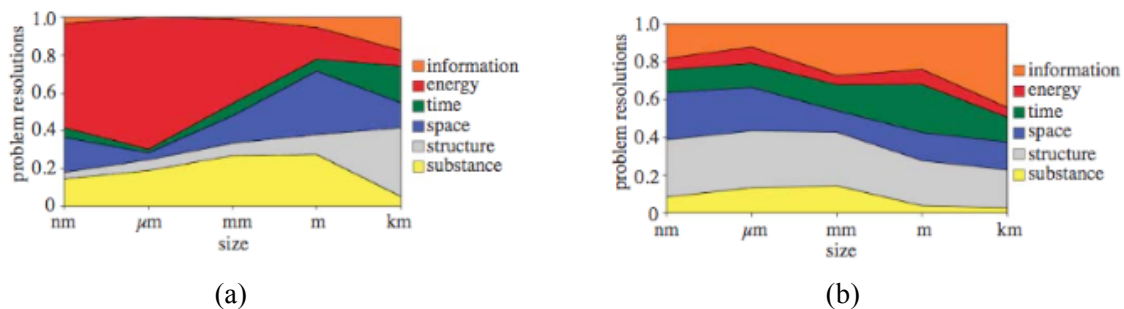 problem resolutions
1.0
0.8
0.6
0.4
0.2
0
nm
μm
mm
m
km
size
information
energy
time
space
structure
substance
(a)
problem resolutions
1.0
0.8
0.6
0.4
0.2
0
nm
μm
mm
m
km
size
information
energy
time
space
structure
substance
(b)